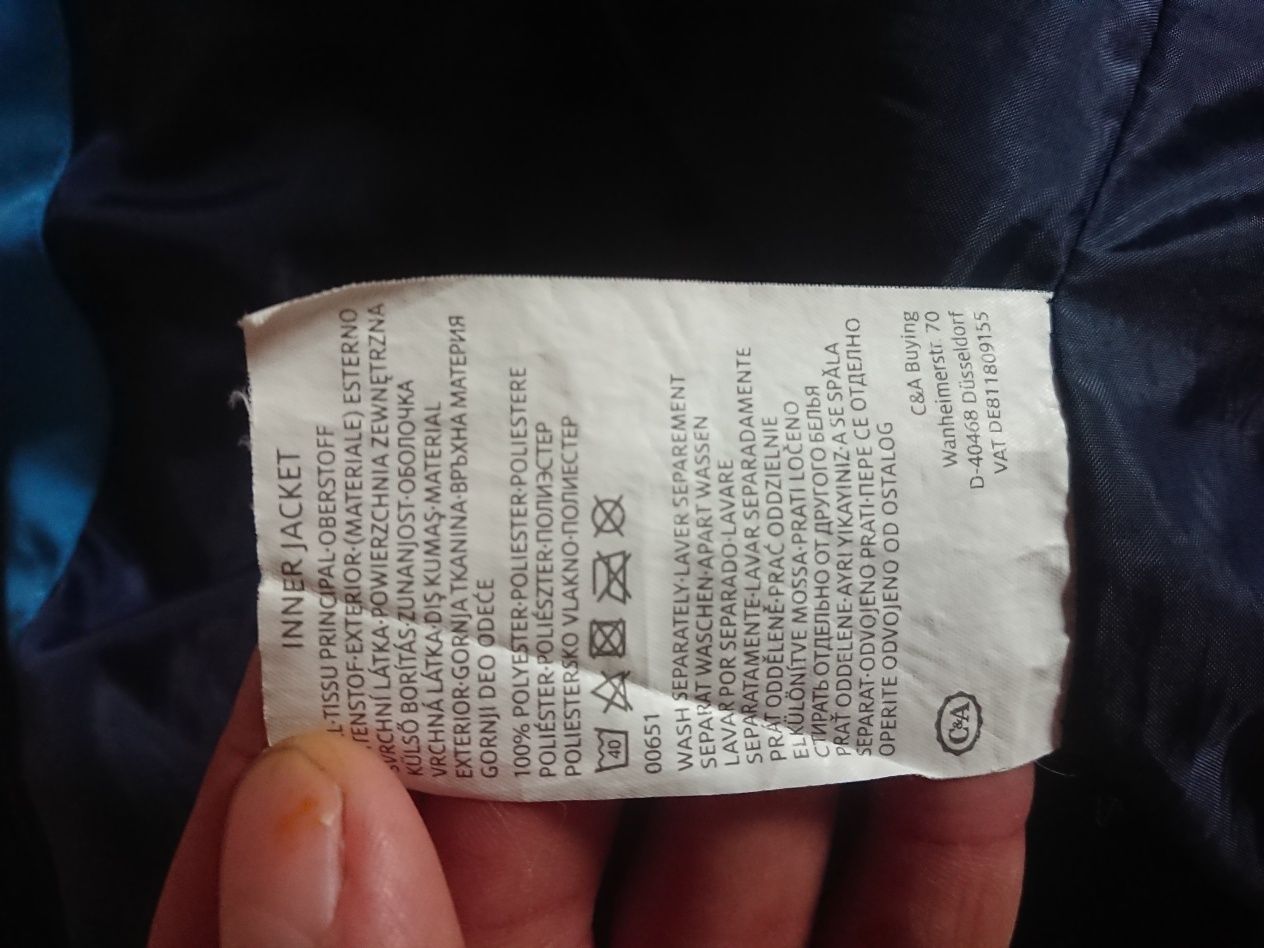 INNER JACKET
L·TISSU PRINCIPAL·OBERSTOFF
TENSTOF·EXTERIOR·(MATERIALE) ESTERNO
SVRCHNÍ LÁTKA·POWIERZCHNIA ZEWNĘTRZNA
KÜLSŐ BORÍTÁS·ZUNANJOST·ОБОЛОЧКА
VRCHNÁ LÁTKA·DIŞ KUMAŞ·MATERIAL
EXTERIOR·GORNJA TKANINA·ВРЪХНА МАТЕРИЯ
GORNJI DEO ODEĆE
100% POLYESTER·POLIESTER·POLIESTERE
POLIÉSTER·POLIÉSZTER·ПОЛИЭСТЕР
POLIESTERSKO VLAKNO·ПОЛИЕСТЕР
40
00651
WASH SEPARATELY·LAVER SEPAREMENT
SEPARAT WASCHEN·APART WASSEN
LAVAR POR SEPARADO·LAVARE
SEPARATAMENTE·LAVAR SEPARADAMENTE
PRÁT ODDĚLENĚ·PRAĆ ODDZIELNIE
ELKÜLÖNÍTVE MOSSA·PRATI LOČENO
СТИРАТЬ ОТДЕЛЬНО ОТ ДРУГОГО БЕЛЬЯ
PRAŤ ODDELENE·AYRI YIKAYINIZ·A SE SPĂLA
SEPARAT·ODVOJENO PRATI·ПЕРЕ СЕ ОТДЕЛНО
OPERITE ODVOJENO OD OSTALOG
C&A
C&A Buying
Wanheimerstr. 70
D-40468 Düsseldorf
VAT DE811809155